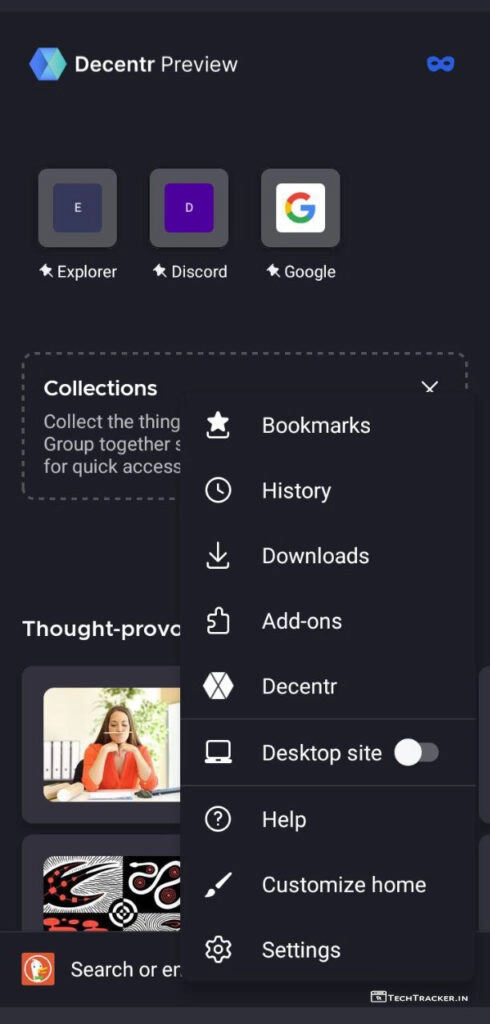 Decentr Preview
E
D
G
Explorer
Discord
Google
Collections
Collect the thing
Group together s
for quick access
Bookmarks
History
Downloads
Add-ons
Decentr
Thought-provo
Desktop site
Help
Customize home
Settings
Search or en
TECHTRACKER.IN